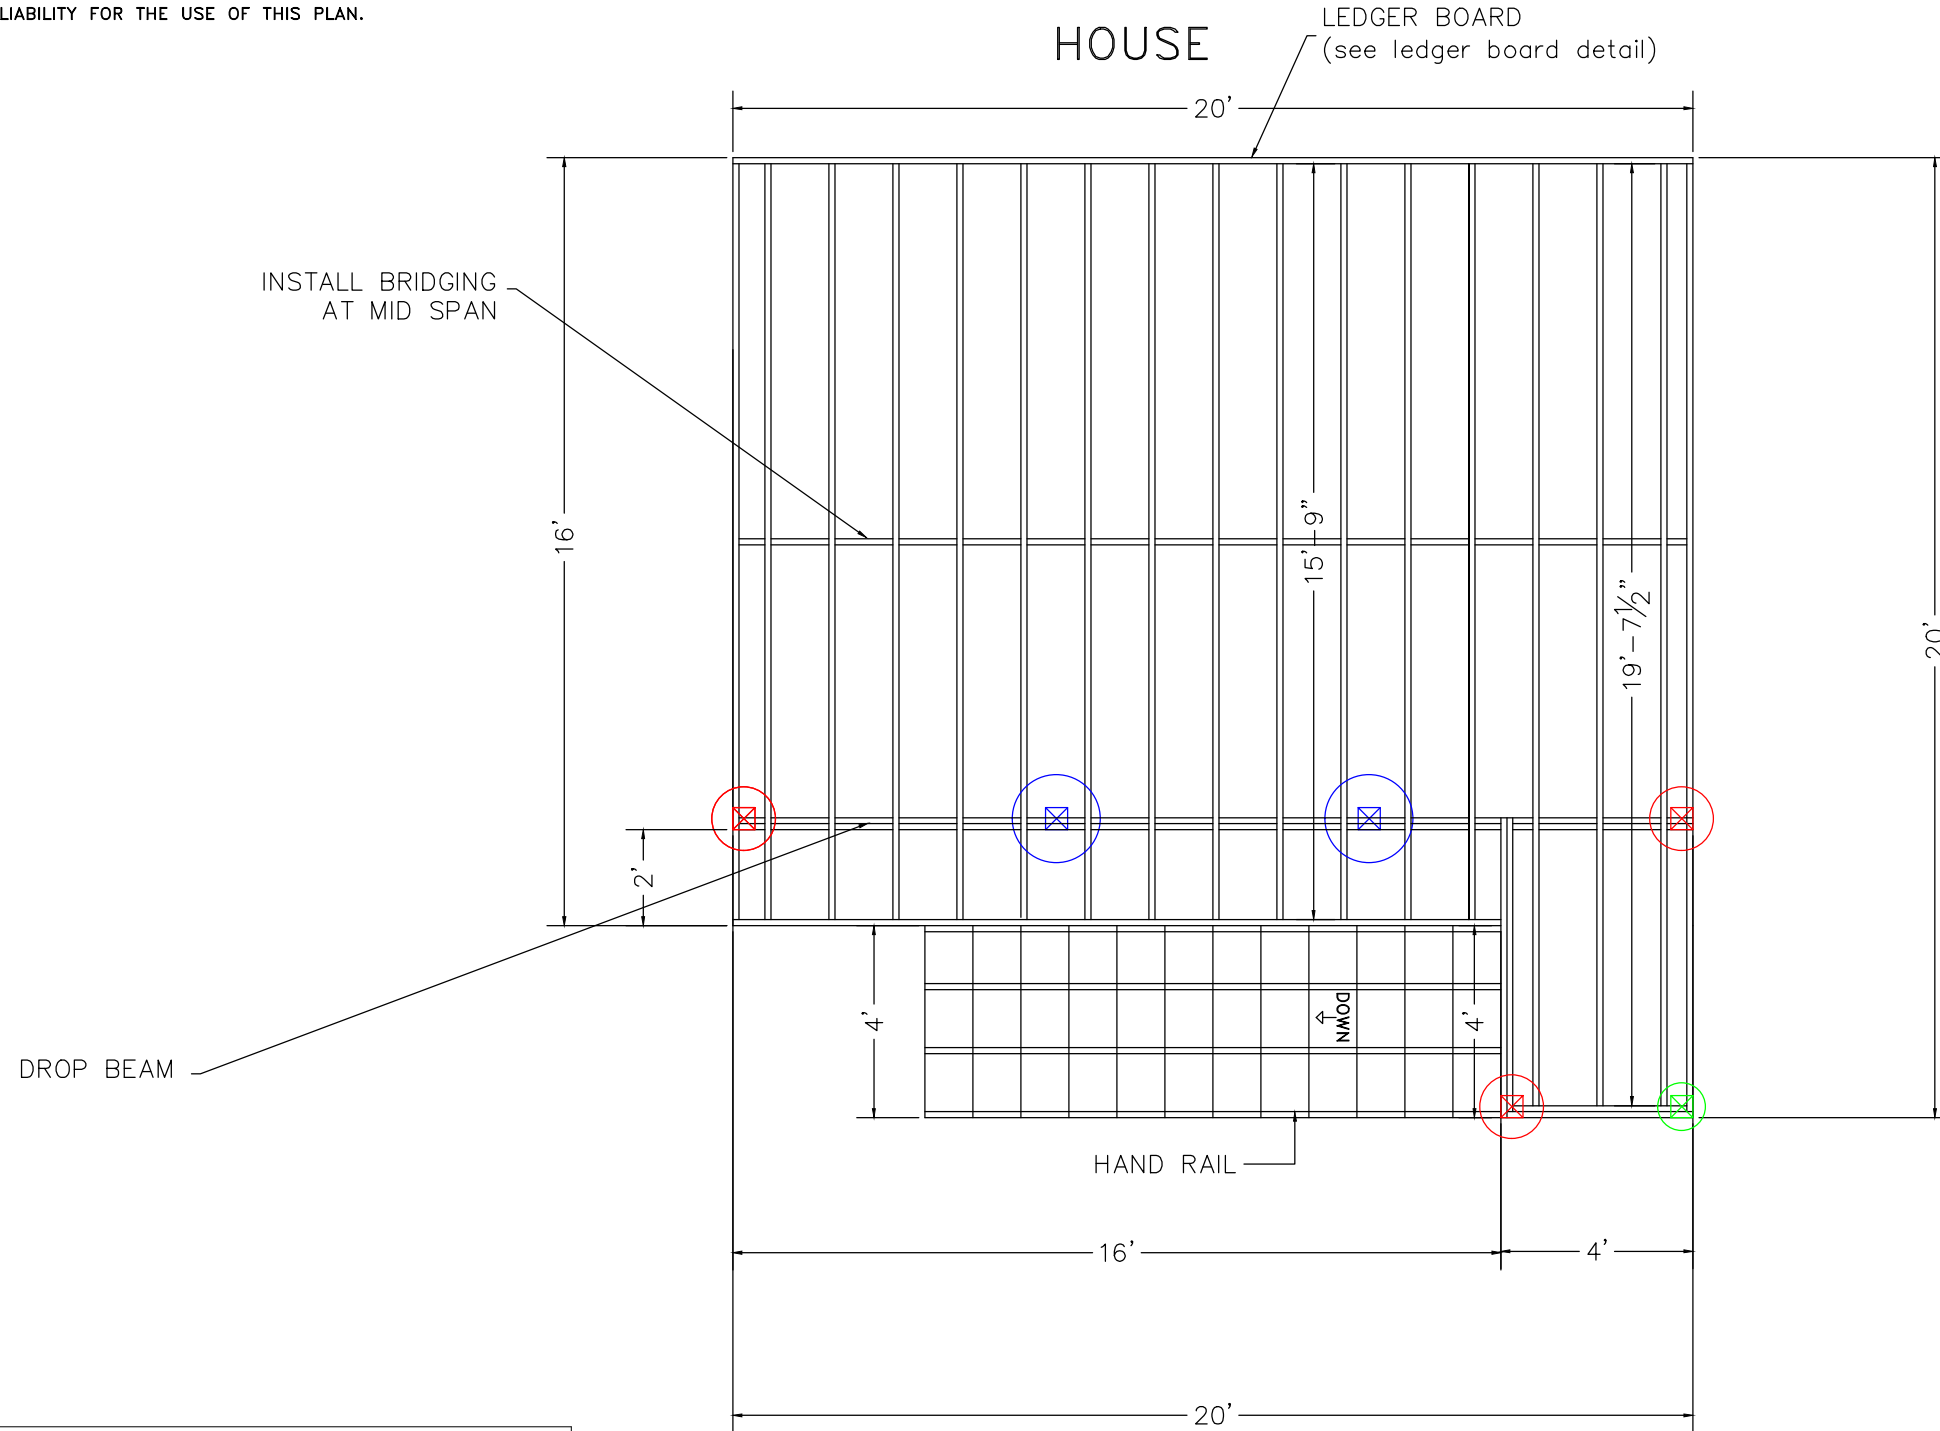 LIABILITY FOR THE USE OF THIS PLAN.
LEDGER BOARD
(see ledger board detail)
HOUSE
20'
INSTALL BRIDGING
AT MID SPAN
16'
15'-9"
19'-7½"
20'
2'
4'
DOWN
4'
DROP BEAM
HAND RAIL
16'
4'
20'